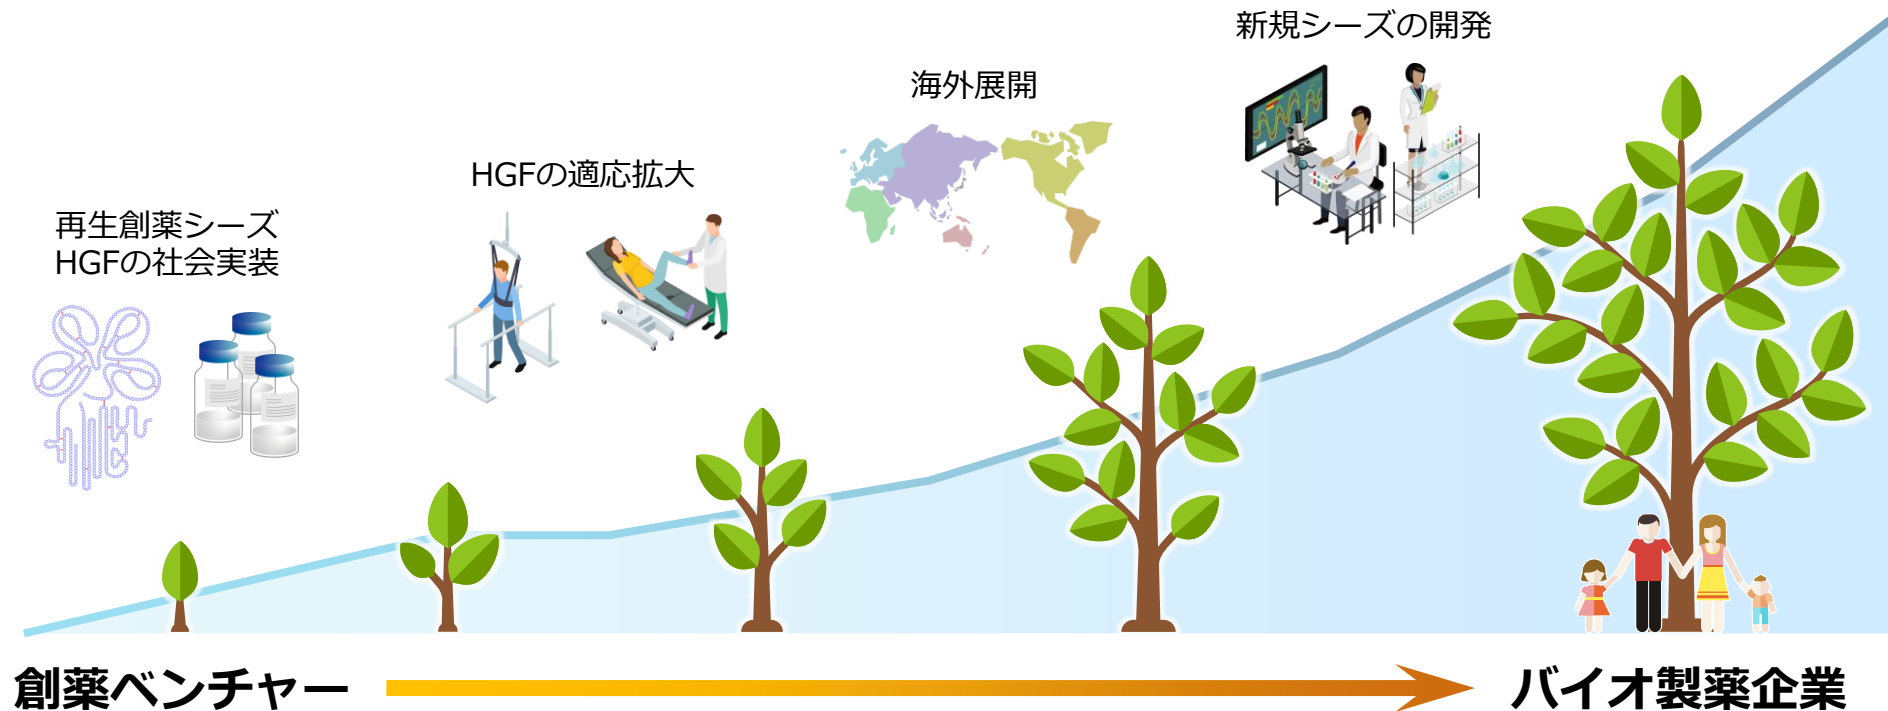 再生創薬シーズ
HGFの社会実装
HGFの適応拡大
海外展開
新規シーズの開発
創薬ベンチャー
バイオ製薬企業